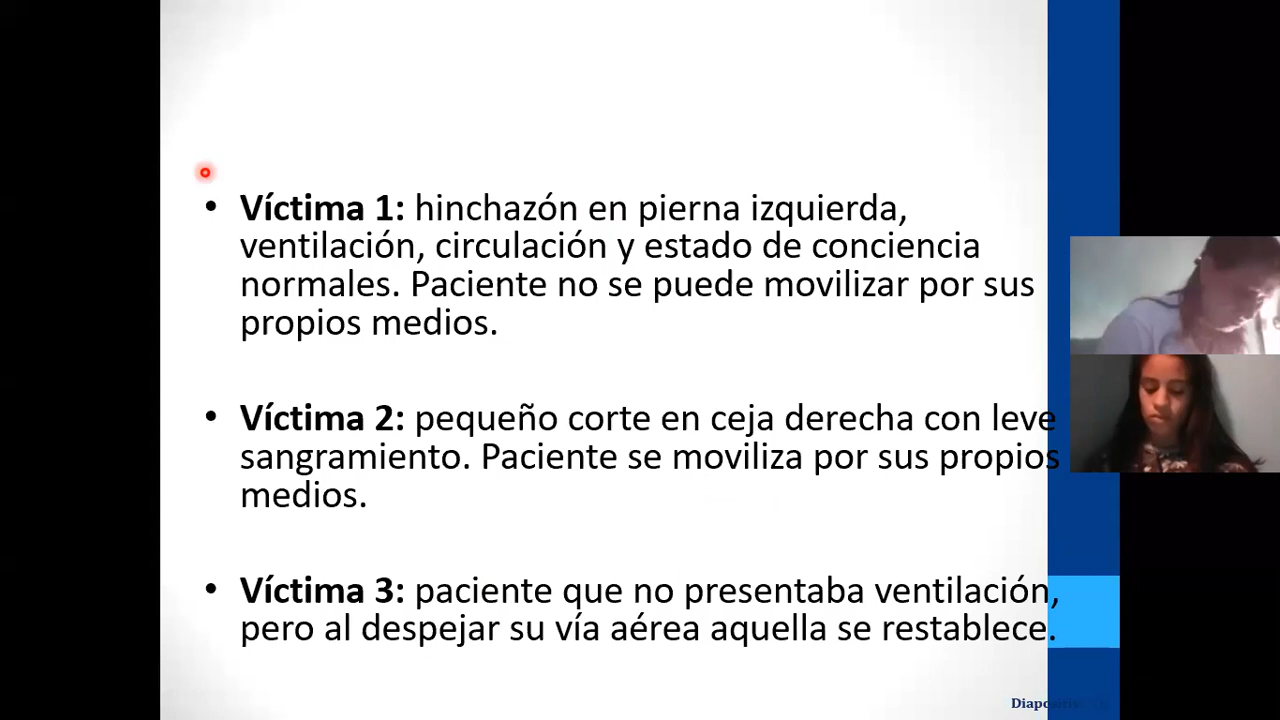 • Víctima 1: hinchazón en pierna izquierda,
ventilación, circulación y estado de conciencia
normales. Paciente no se puede movilizar por sus
propios medios.
• Víctima 2: pequeño corte en ceja derecha con leve
sangramiento. Paciente se moviliza por sus propios
medios.
• Víctima 3: paciente que no presentaba ventilación,
pero al despejar su vía aérea aquella se restablece.